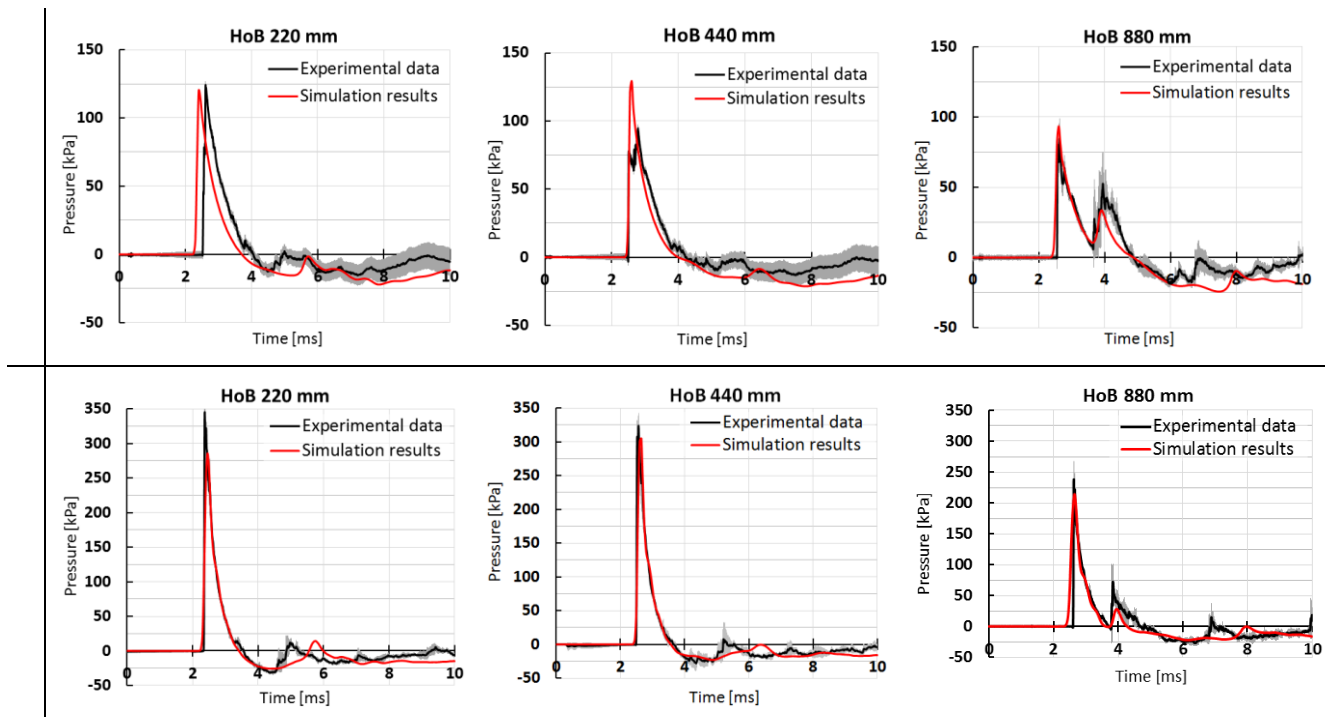 HoB 220 mm
150
100
50
0
-50
Pressure [kPa]
Experimental data
Simulation results
0 2 4 6 8 10
Time [ms]
HoB 440 mm
150
100
50
0
-50
Pressure [kPa]
Experimental data
Simulation results
0 2 4 6 8 10
Time [ms]
HoB 880 mm
150
100
50
0
-50
Pressure [kPa]
Experimental data
Simulation results
0 2 4 6 8 10
Time [ms]
HoB 220 mm
350
300
250
200
150
100
50
0
-50
Pressure [kPa]
Experimental data
Simulation results
0 2 4 6 8 10
Time [ms]
HoB 440 mm
350
300
250
200
150
100
50
0
-50
Pressure [kPa]
Experimental data
Simulation results
0 2 4 6 8 10
Time [ms]
HoB 880 mm
350
300
250
200
150
100
50
0
-50
Pressure [kPa]
Experimental data
Simulation results
0 2 4 6 8 10
Time [ms]